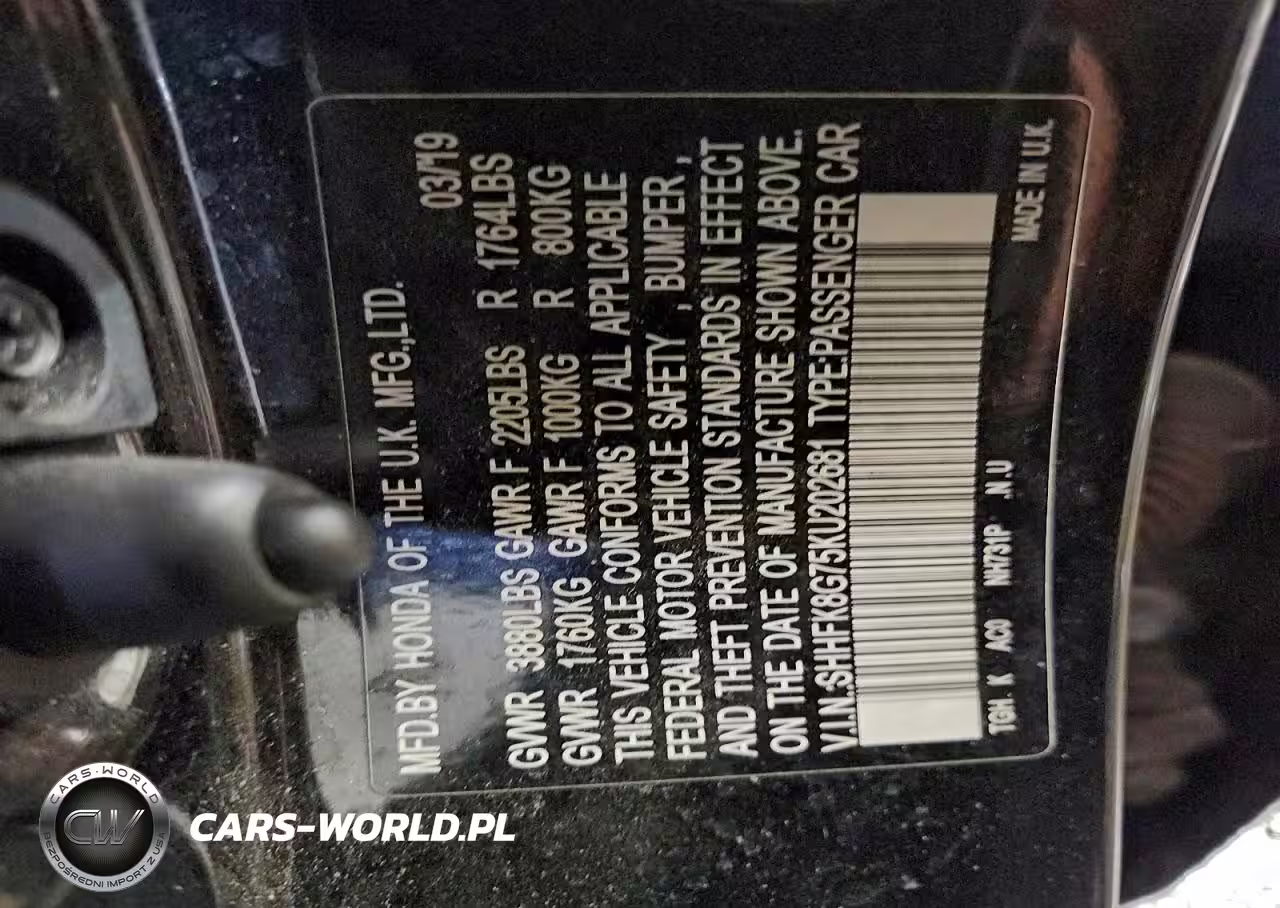 MFD.BY HONDA OF THE U.K. MFG.,LTD. 03/19
GVWR 3880LBS GAWR F 2205LBS R 1764LBS
GVWR 1760KG GAWR F 1000KG R 800KG
THIS VEHICLE CONFORMS TO ALL APPLICABLE
FEDERAL MOTOR VEHICLE SAFETY , BUMPER ,
AND THEFT PREVENTION STANDARDS IN EFFECT
ON THE DATE OF MANUFACTURE SHOWN ABOVE.
V.I.N.:SHHFK8G75KU202681 TYPE:PASSENGER CAR
TGH. K AC0 NH731P .N.U MADE IN U.K.
CARS-WORLD
CW
BEZPOŚREDNI IMPORT Z USA
CARS-WORLD.PL